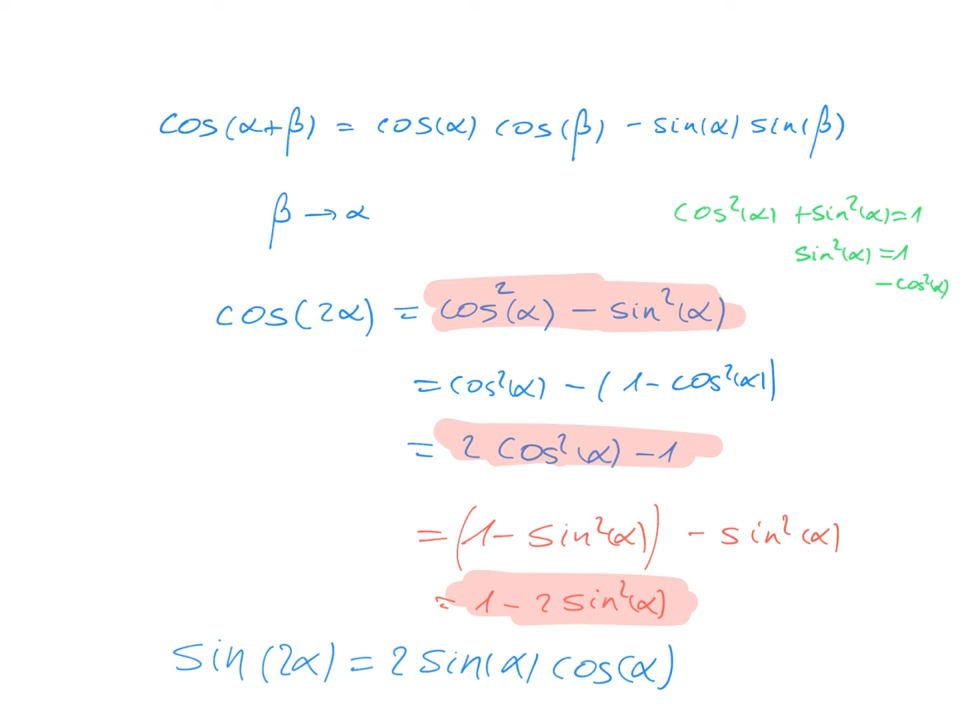 cos(α+β) = cos(α) cos(β) - sin(α) sin(β)
β → α
cos²(α) + sin²(α) = 1
sin²(α) = 1
- cos²(α)
cos(2α) = cos²(α) - sin²(α)
= cos²(α) - (1 - cos²(α))
= 2 cos²(α) - 1
= (1 - sin²(α)) - sin²(α)
= 1 - 2 sin²(α)
sin(2α) = 2 sin(α) cos(α)